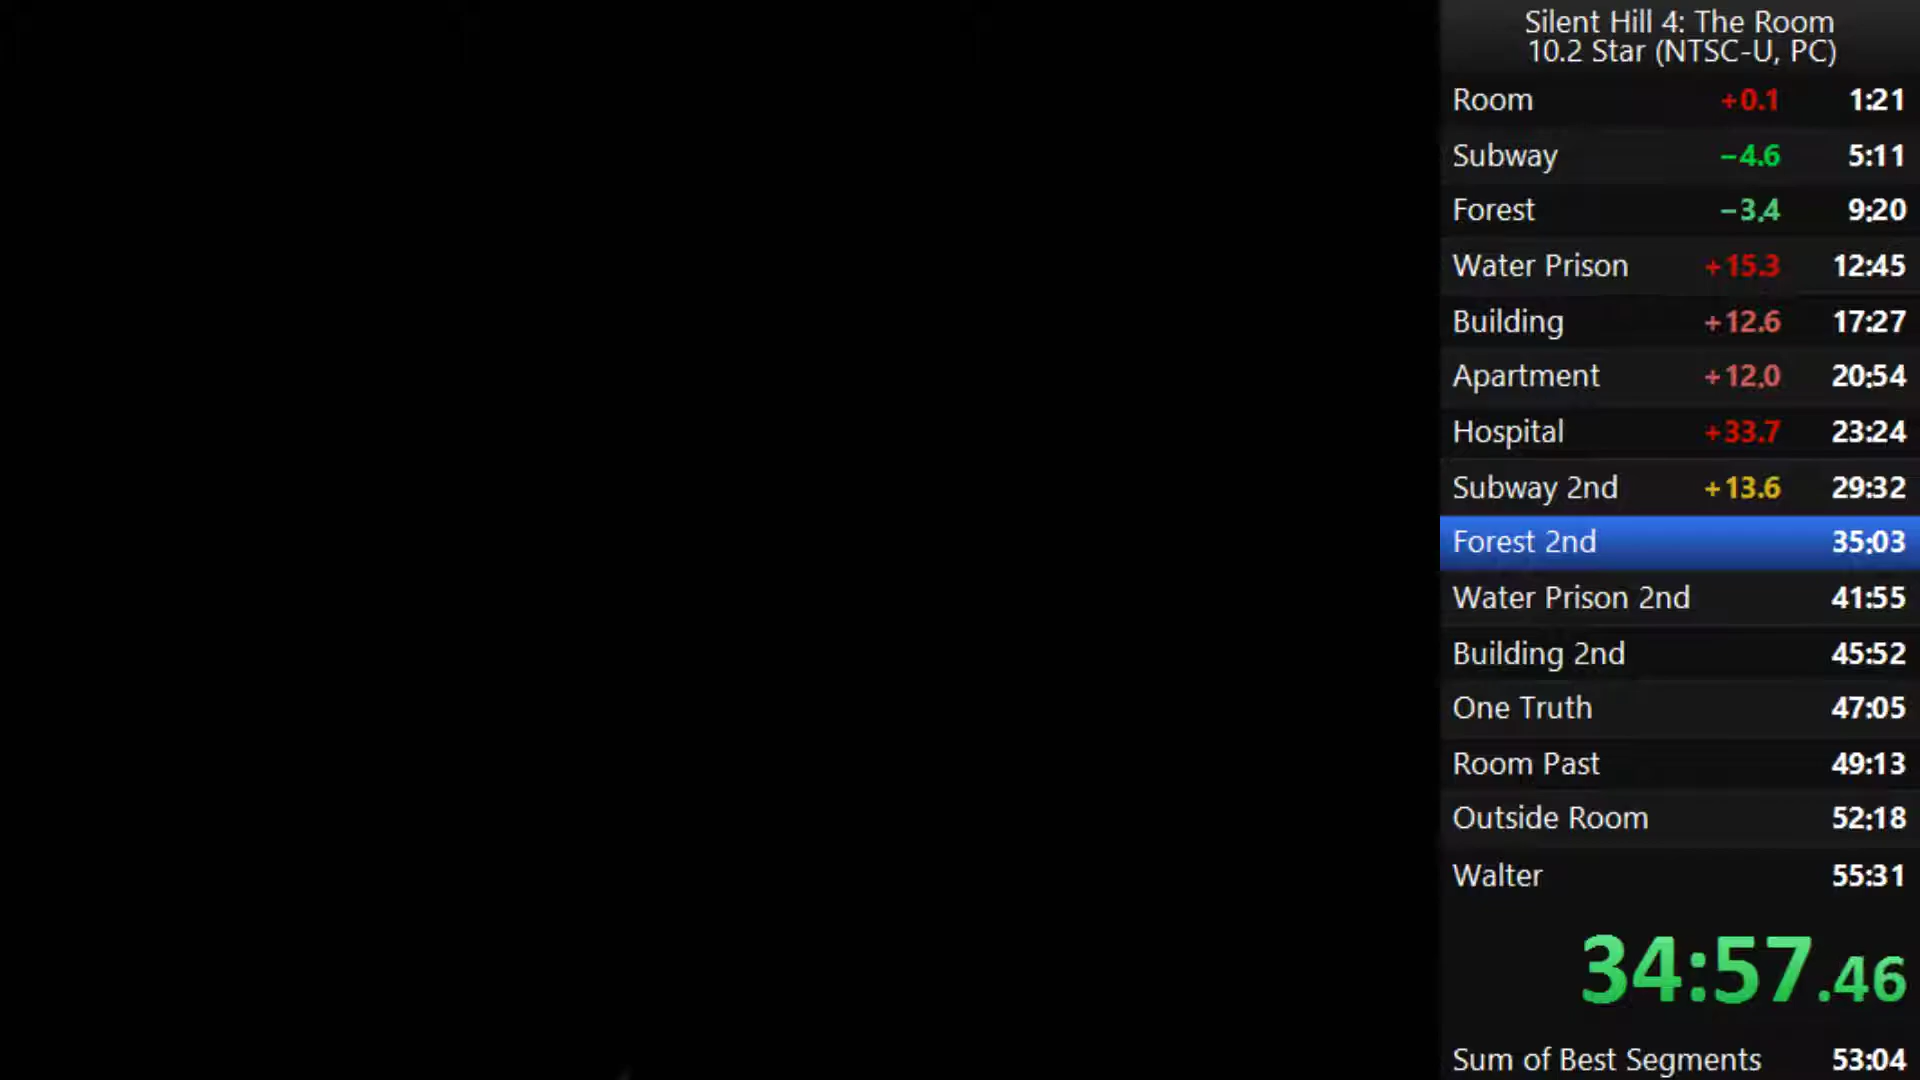 Silent Hill 4: The Room
10.2 Star (NTSC-U, PC)
Room +0.1 1:21
Subway −4.6 5:11
Forest −3.4 9:20
Water Prison +15.3 12:45
Building +12.6 17:27
Apartment +12.0 20:54
Hospital +33.7 23:24
Subway 2nd +13.6 29:32
Forest 2nd 35:03
Water Prison 2nd 41:55
Building 2nd 45:52
One Truth 47:05
Room Past 49:13
Outside Room 52:18
Walter 55:31
34:57.46
Sum of Best Segments 53:04